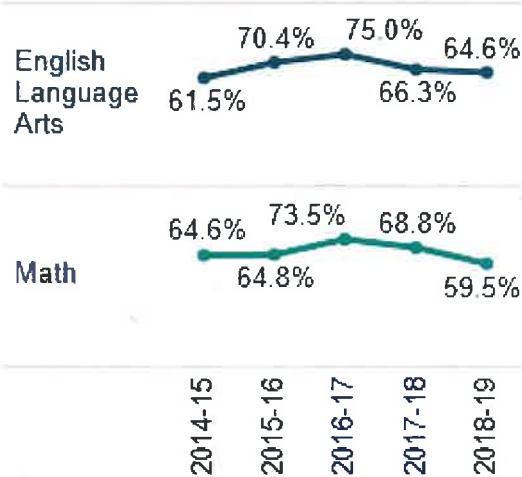 70.4% 75.0% 64.6%
English
Language
Arts
61.5% 66.3%
64.6% 73.5% 68.8%
Math
64.8% 59.5%
2014-15
2015-16
2016-17
2017-18
2018-19